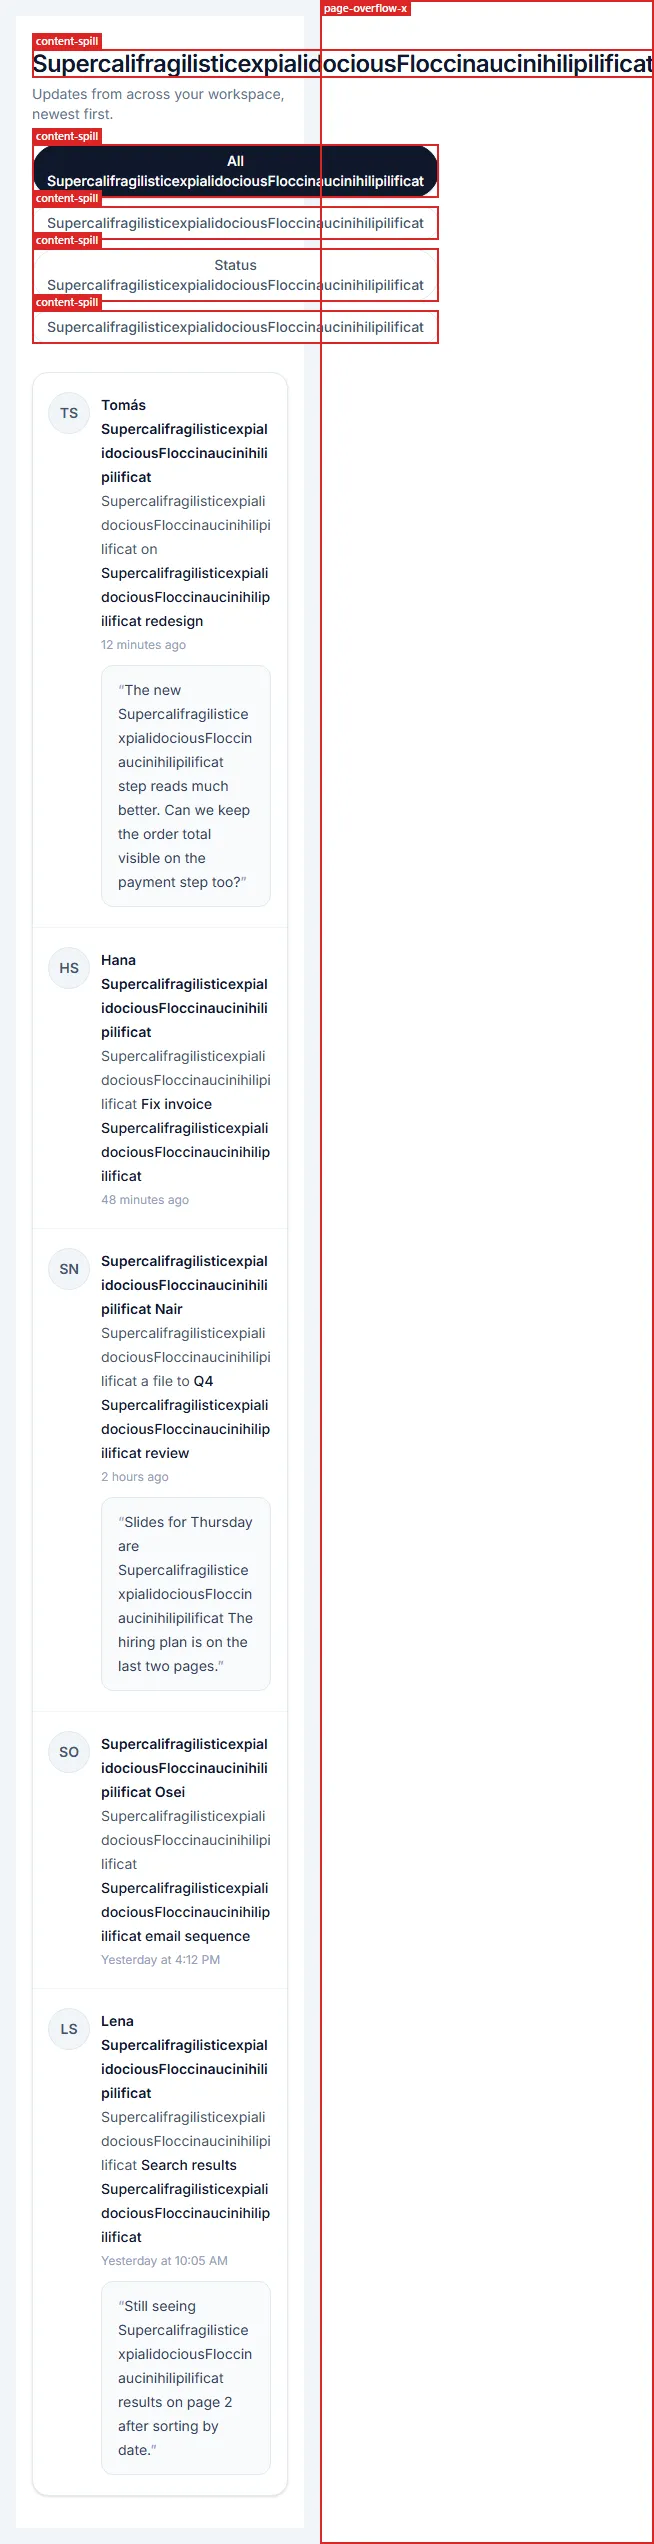 page-overflow-x
content-spill
SupercalifragilisticexpialidociousFloccinaucinihilipilificat
Updates from across your workspace,
newest first.
content-spill
All
SupercalifragilisticexpialidociousFloccinaucinihilipilificat
content-spill
SupercalifragilisticexpialidociousFloccinaucinihilipilificat
content-spill
Status
SupercalifragilisticexpialidociousFloccinaucinihilipilificat
content-spill
SupercalifragilisticexpialidociousFloccinaucinihilipilificat
TS
Tomás
Supercalifragilisticexpial
idociousFloccinaucinihili
pilificat
Supercalifragilisticexpiali
dociousFloccinaucinihilipi
lificat on
Supercalifragilisticexpiali
dociousFloccinaucinihilip
ilificat redesign
12 minutes ago
"The new
Supercalifragilistice
xpialidociousFloccin
aucinihilipilificat
step reads much
better. Can we keep
the order total
visible on the
payment step too?"
HS
Hana
Supercalifragilisticexpial
idociousFloccinaucinihili
pilificat
Supercalifragilisticexpiali
dociousFloccinaucinihilipi
lificat Fix invoice
Supercalifragilisticexpiali
dociousFloccinaucinihilip
ilificat
48 minutes ago
SN
Supercalifragilisticexpial
idociousFloccinaucinihili
pilificat Nair
Supercalifragilisticexpiali
dociousFloccinaucinihilipi
lificat a file to Q4
Supercalifragilisticexpiali
dociousFloccinaucinihilip
ilificat review
2 hours ago
"Slides for Thursday
are
Supercalifragilistice
xpialidociousFloccin
aucinihilipilificat The
hiring plan is on the
last two pages."
SO
Supercalifragilisticexpial
idociousFloccinaucinihili
pilificat Osei
Supercalifragilisticexpiali
dociousFloccinaucinihilipi
lificat
Supercalifragilisticexpiali
dociousFloccinaucinihilip
ilificat email sequence
Yesterday at 4:12 PM
LS
Lena
Supercalifragilisticexpial
idociousFloccinaucinihili
pilificat
Supercalifragilisticexpiali
dociousFloccinaucinihilipi
lificat Search results
Supercalifragilisticexpiali
dociousFloccinaucinihilip
ilificat
Yesterday at 10:05 AM
"Still seeing
Supercalifragilistice
xpialidociousFloccin
aucinihilipilificat
results on page 2
after sorting by
date."